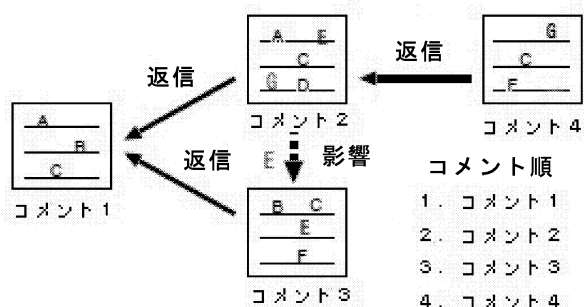 A
B
C
コメント1
返信
返信
A E
C
G D
コメント2
E
影響
B C
E
F
コメント3
返信
G
C
F
コメント4
コメント順
1. コメント1
2. コメント2
3. コメント3
4. コメント4